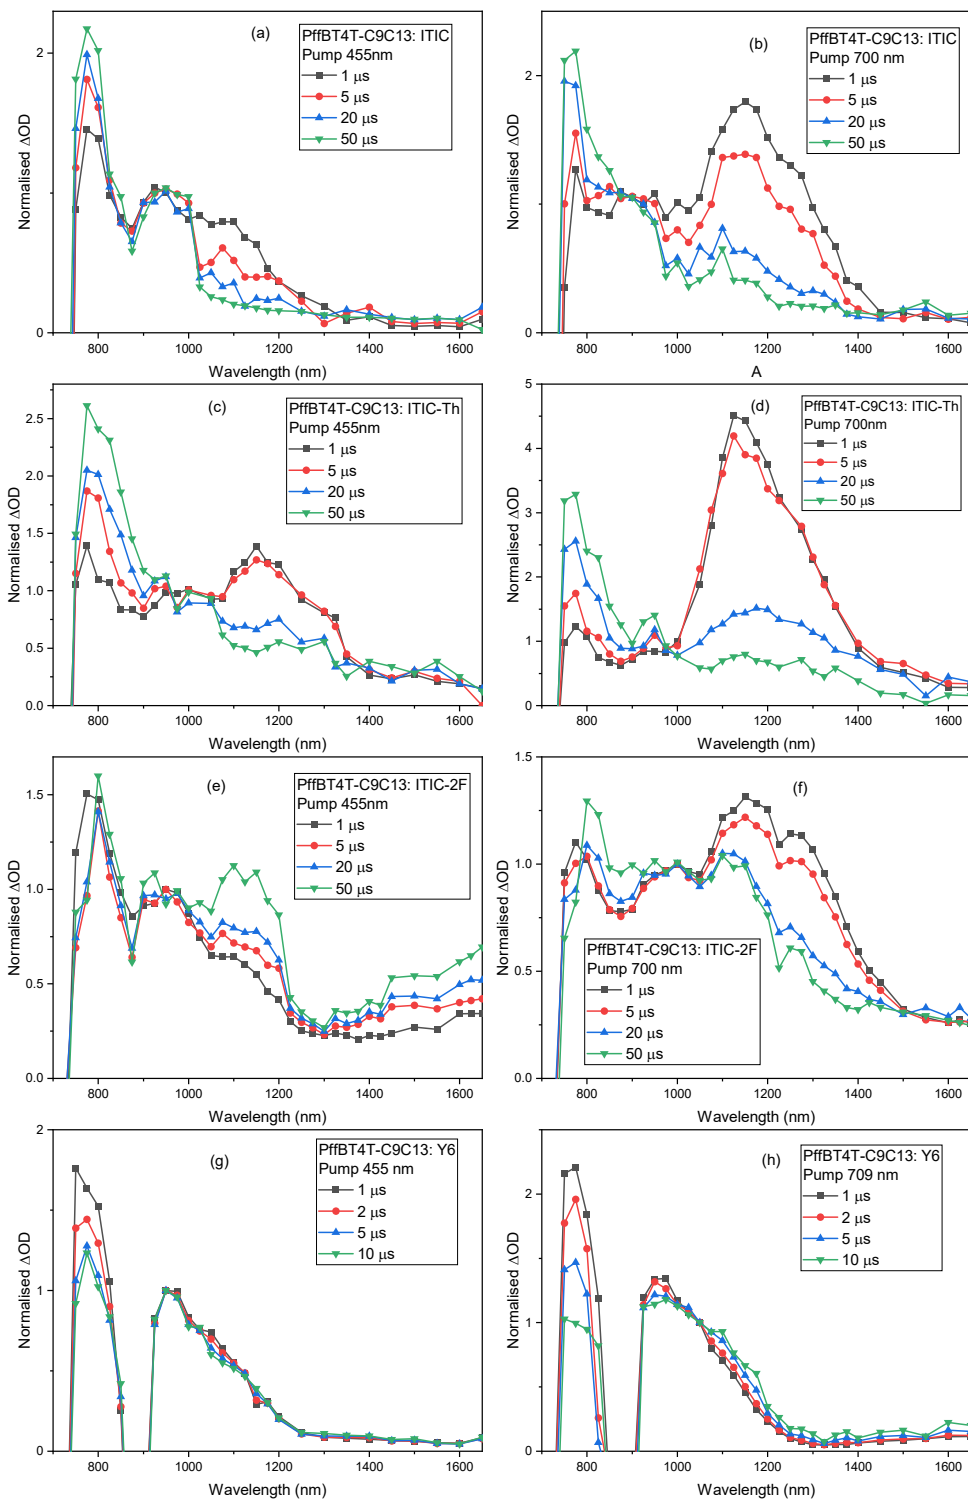 (a)
PffBT4T-C9C13: ITIC
Pump 455nm
1 µs
5 µs
20 µs
50 µs
Normalised ΔOD
2
0
800 1000 1200 1400 1600
Wavelength (nm)
(b)
PffBT4T-C9C13: ITIC
Pump 700 nm
1 µs
5 µs
20 µs
50 µs
Normalised ΔOD
2
0
800 1000 1200 1400 1600
A
(c)
PffBT4T-C9C13: ITIC-Th
Pump 455nm
1 µs
5 µs
20 µs
50 µs
Normalised ΔOD
2.5
2.0
1.5
1.0
0.5
0.0
800 1000 1200 1400 1600
Wavelength (nm)
(d)
PffBT4T-C9C13: ITIC-Th
Pump 700nm
1 µs
5 µs
20 µs
50 µs
Normalised ΔOD
5
4
3
2
1
0
800 1000 1200 1400 1600
Wavelength (nm)
(e)
PffBT4T-C9C13: ITIC-2F
Pump 455nm
1 µs
5 µs
20 µs
50 µs
Normalised ΔOD
1.5
1.0
0.5
0.0
800 1000 1200 1400 1600
Wavelength (nm)
(f)
PffBT4T-C9C13: ITIC-2F
Pump 700 nm
1 µs
5 µs
20 µs
50 µs
Normalised ΔOD
1.5
1.0
0.5
0.0
800 1000 1200 1400 1600
Wavelength (nm)
(g)
PffBT4T-C9C13: Y6
Pump 455 nm
1 µs
2 µs
5 µs
10 µs
Normalised ΔOD
2
1
0
800 1000 1200 1400 1600
Wavelength (nm)
(h)
PffBT4T-C9C13: Y6
Pump 709 nm
1 µs
2 µs
5 µs
10 µs
Normalised ΔOD
2
1
0
800 1000 1200 1400 1600
Wavelength (nm)